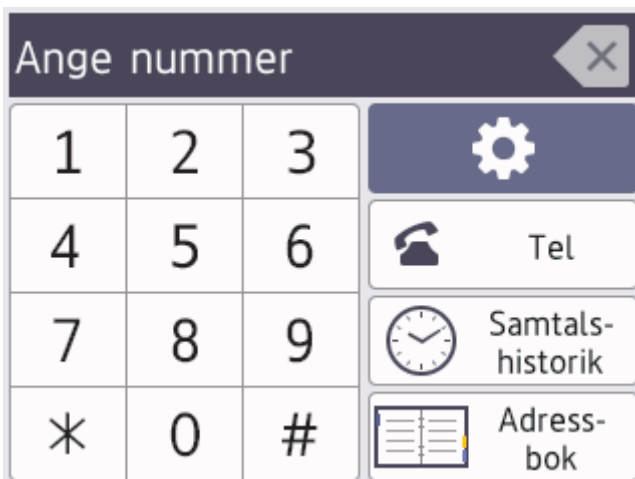 Ange nummer
1 2 3
4 5 6
Tel
7 8 9
Samtals-
historik
* 0 #
Adress-
bok